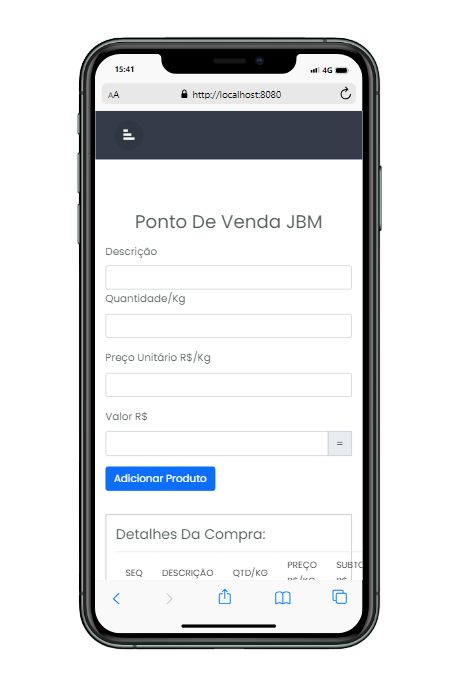 15:41
4G
AA
http://localhost:8080
Ponto De Venda JBM
Descrição
Quantidade/Kg
Preço Unitário R$/Kg
Valor R$
=
Adicionar Produto
Detalhes Da Compra:
SEQ DESCRIÇÃO QTD/KG PREÇO R$/KG